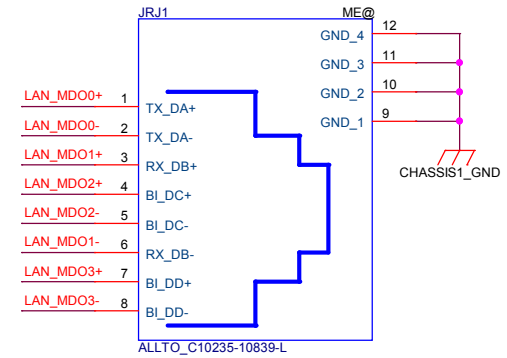 JRJ1 ME@
GND_4 12
GND_3 11
GND_2 10
GND_1 9
CHASSIS1_GND
LAN_MDO0+ 1 TX_DA+
LAN_MDO0- 2 TX_DA-
LAN_MDO1+ 3 RX_DB+
LAN_MDO2+ 4 BI_DC+
LAN_MDO2- 5 BI_DC-
LAN_MDO1- 6 RX_DB-
LAN_MDO3+ 7 BI_DD+
LAN_MDO3- 8 BI_DD-
ALLTO_C10235-10839-L